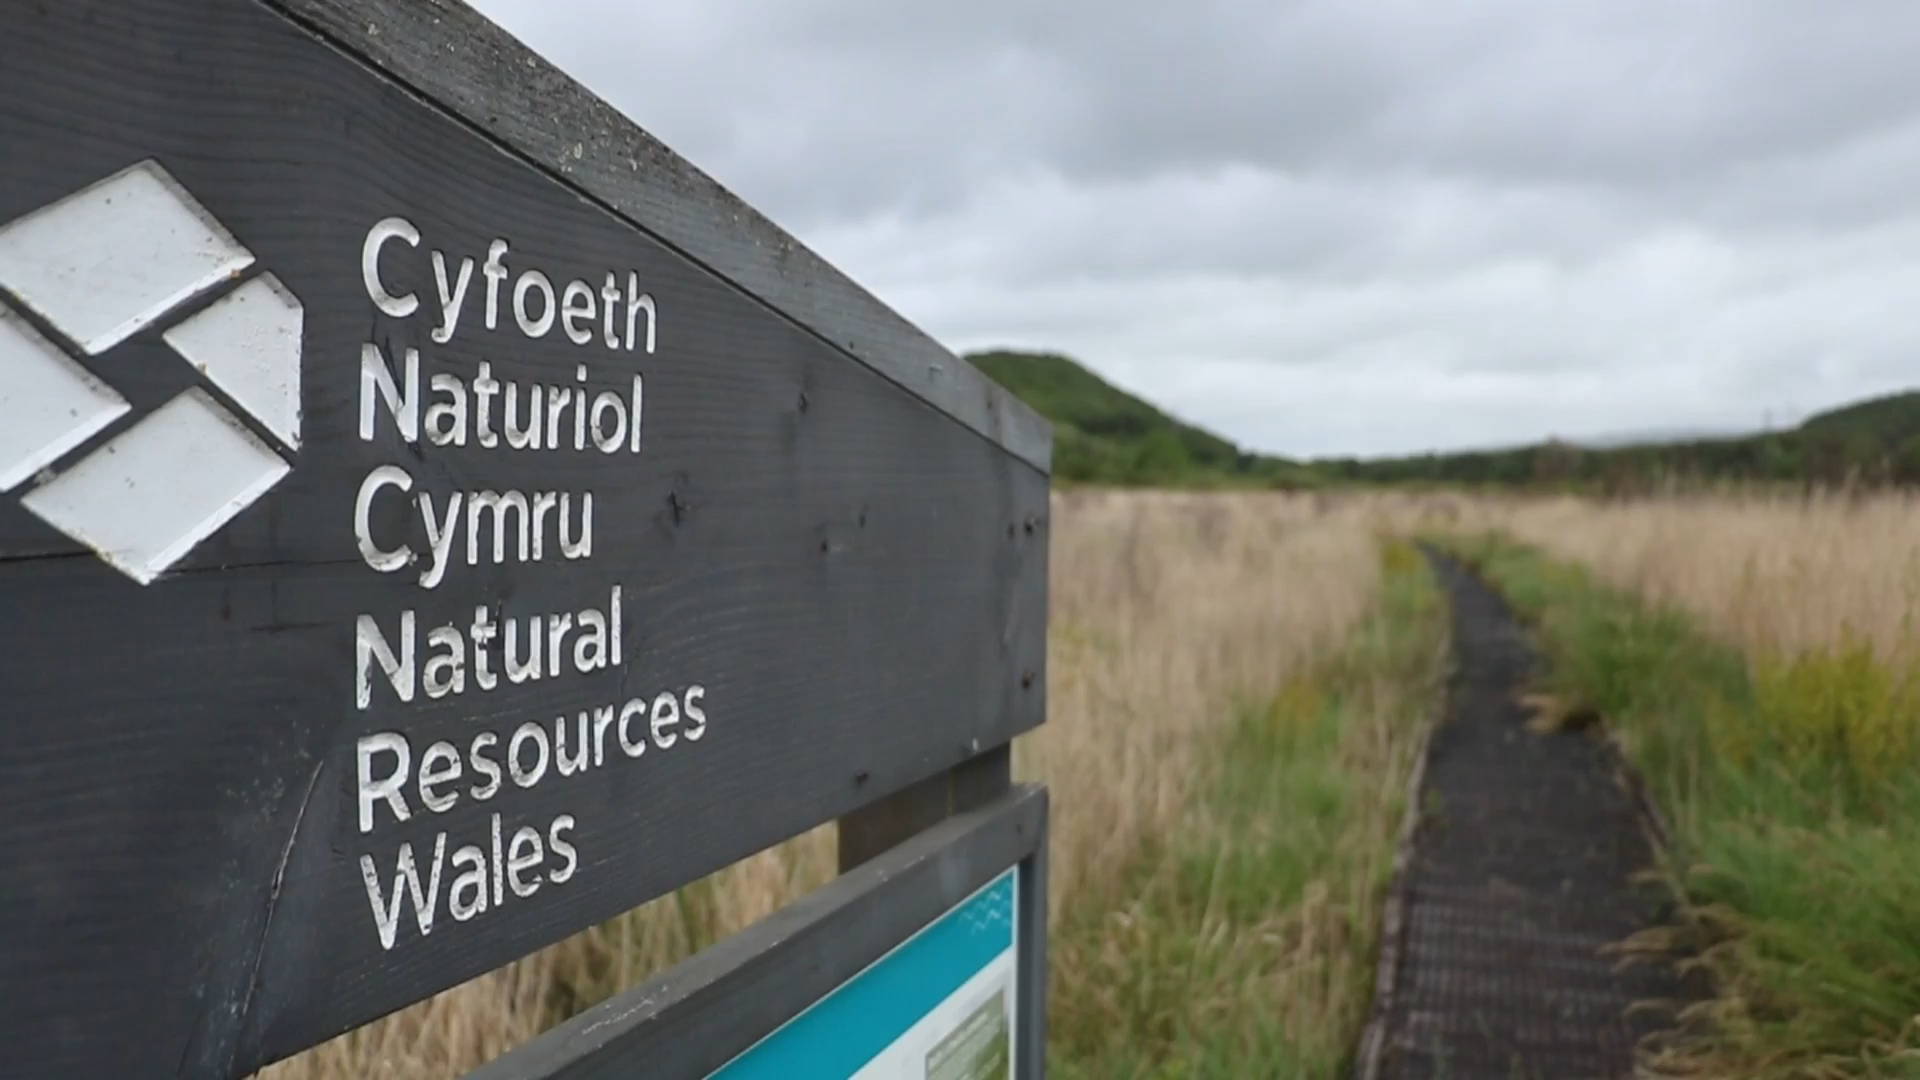 Cyfoeth
Naturiol
Cymru
Natural
Resources
Wales